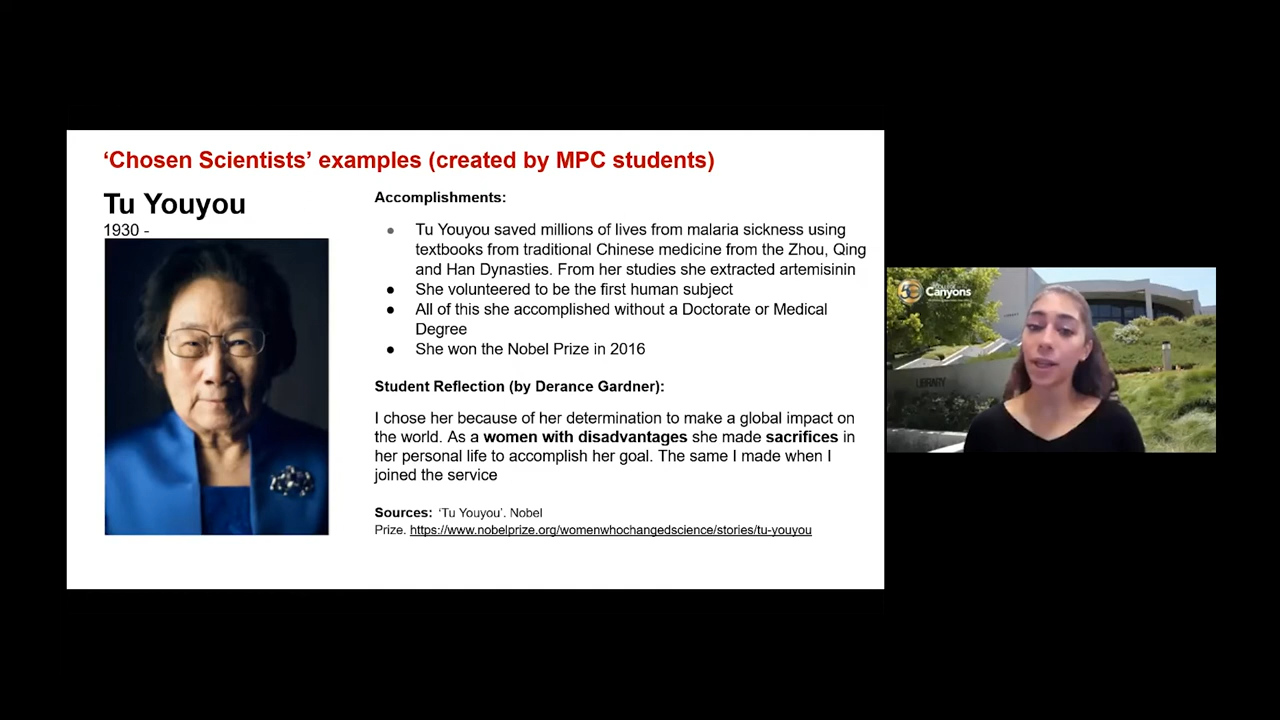 ‘Chosen Scientists’ examples (created by MPC students)
Tu Youyou
1930 -
Accomplishments:
● Tu Youyou saved millions of lives from malaria sickness using
textbooks from traditional Chinese medicine from the Zhou, Qing
and Han Dynasties. From her studies she extracted artemisinin
● She volunteered to be the first human subject
● All of this she accomplished without a Doctorate or Medical
Degree
● She won the Nobel Prize in 2016
Student Reflection (by Derance Gardner):
I chose her because of her determination to make a global impact on
the world. As a women with disadvantages she made sacrifices in
her personal life to accomplish her goal. The same I made when I
joined the service
Sources: ‘Tu Youyou’. Nobel
Prize. https://www.nobelprize.org/womenwhochangedscience/stories/tu-youyou
Canyons
LIBRARY